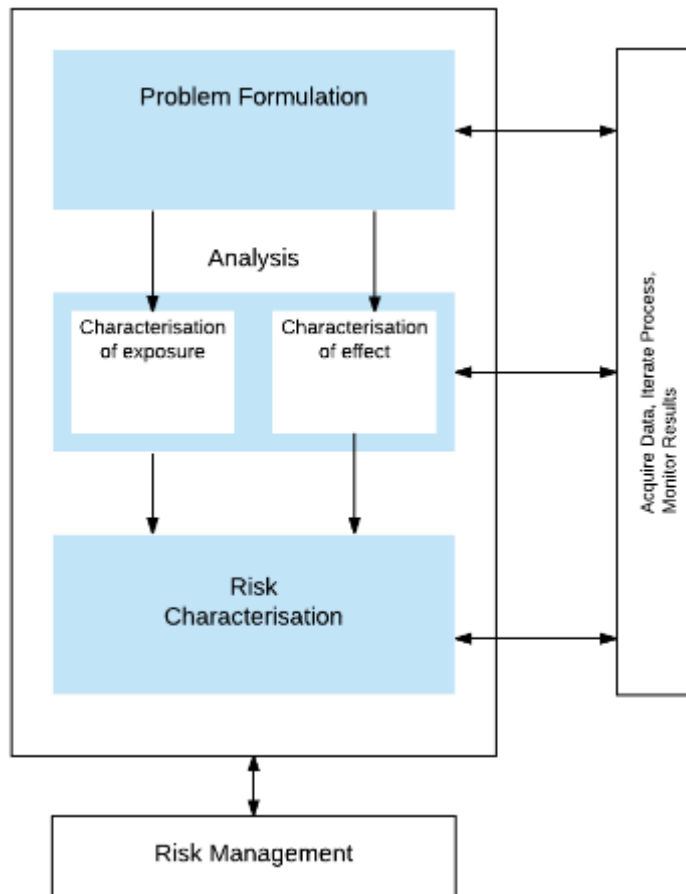 Problem Formulation
Analysis
Characterisation
of exposure
Characterisation
of effect
Risk
Characterisation
Acquire Data, Iterate Process,
Monitor Results
Risk Management